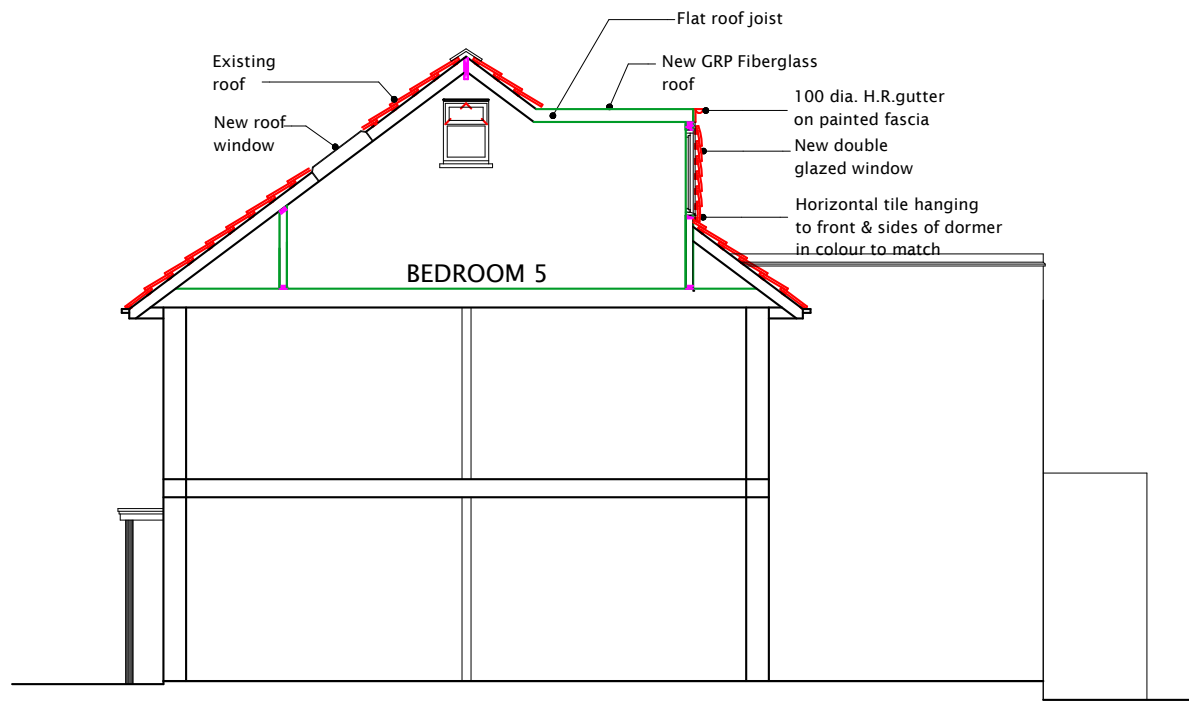 Flat roof joist
Existing
roof
New GRP Fiberglass
roof
100 dia. H.R.gutter
on painted fascia
New roof
window
New double
glazed window
Horizontal tile hanging
to front & sides of dormer
in colour to match
BEDROOM 5